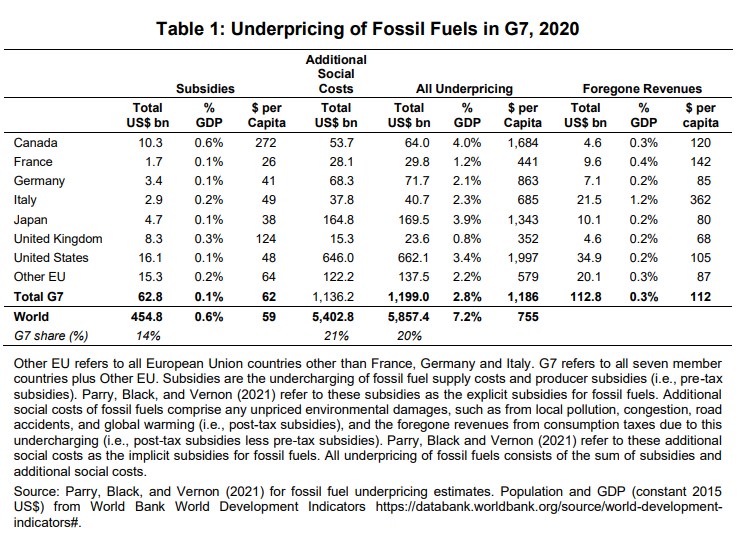 Table 1: Underpricing of Fossil Fuels in G7, 2020
Subsidies Additional Social Costs All Underpricing Foregone Revenues
Total US$ bn % GDP $ per Capita Total US$ bn Total US$ bn % GDP $ per Capita Total US$ bn % GDP $ per capita
Canada 10.3 0.6% 272 53.7 64.0 4.0% 1,684 4.6 0.3% 120
France 1.7 0.1% 26 28.1 29.8 1.2% 441 9.6 0.4% 142
Germany 3.4 0.1% 41 68.3 71.7 2.1% 863 7.1 0.2% 85
Italy 2.9 0.2% 49 37.8 40.7 2.3% 685 21.5 1.2% 362
Japan 4.7 0.1% 38 164.8 169.5 3.9% 1,343 10.1 0.2% 80
United Kingdom 8.3 0.3% 124 15.3 23.6 0.8% 352 4.6 0.2% 68
United States 16.1 0.1% 48 646.0 662.1 3.4% 1,997 34.9 0.2% 105
Other EU 15.3 0.2% 64 122.2 137.5 2.2% 579 20.1 0.3% 87
Total G7 62.8 0.1% 62 1,136.2 1,199.0 2.8% 1,186 112.8 0.3% 112
World 454.8 0.6% 59 5,402.8 5,857.4 7.2% 755
G7 share (%) 14% 21% 20%
Other EU refers to all European Union countries other than France, Germany and Italy. G7 refers to all seven member
countries plus Other EU. Subsidies are the undercharging of fossil fuel supply costs and producer subsidies (i.e., pre-tax
subsidies). Parry, Black, and Vernon (2021) refer to these subsidies as the explicit subsidies for fossil fuels. Additional
social costs of fossil fuels comprise any unpriced environmental damages, such as from local pollution, congestion, road
accidents, and global warming (i.e., post-tax subsidies), and the foregone revenues from consumption taxes due to this
undercharging (i.e., post-tax subsidies less pre-tax subsidies). Parry, Black and Vernon (2021) refer to these additional
social costs as the implicit subsidies for fossil fuels. All underpricing of fossil fuels consists of the sum of subsidies and
additional social costs.
Source: Parry, Black, and Vernon (2021) for fossil fuel underpricing estimates. Population and GDP (constant 2015
US$) from World Bank World Development Indicators https://databank.worldbank.org/source/world-development-
indicators#.